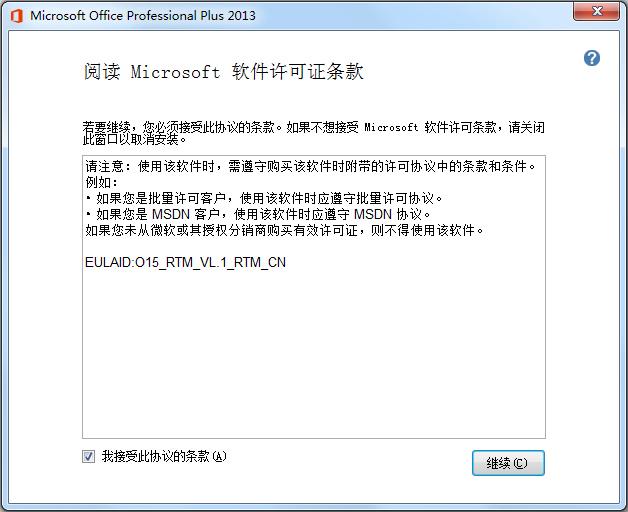 Microsoft Office Professional Plus 2013
阅读 Microsoft 软件许可证条款
若要继续，您必须接受此协议的条款。如果不想接受 Microsoft 软件许可条款，请关闭
此窗口以取消安装。
请注意：使用该软件时，需遵守购买该软件时附带的许可协议中的条款和条件。
例如：
• 如果您是批量许可客户，使用该软件时应遵守批量许可协议。
• 如果您是 MSDN 客户，使用该软件时应遵守 MSDN 协议。
如果您未从微软或其授权分销商购买有效许可证，则不得使用该软件。
EULAID:O15_RTM_VL.1_RTM_CN
我接受此协议的条款(A)
继续(C)